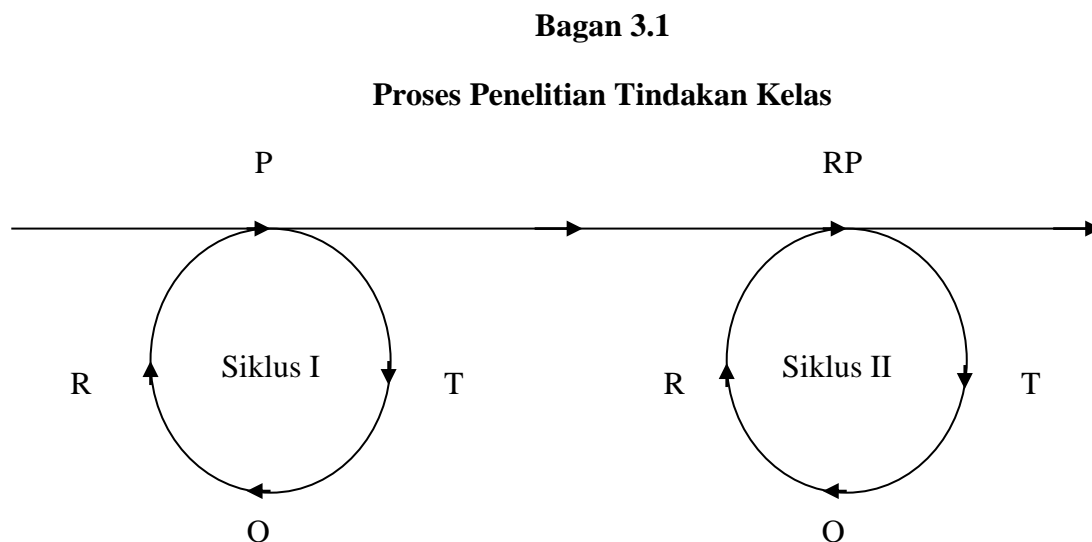 Bagan 3.1
Proses Penelitian Tindakan Kelas
P RP
Siklus I Siklus II
R T R T
O O